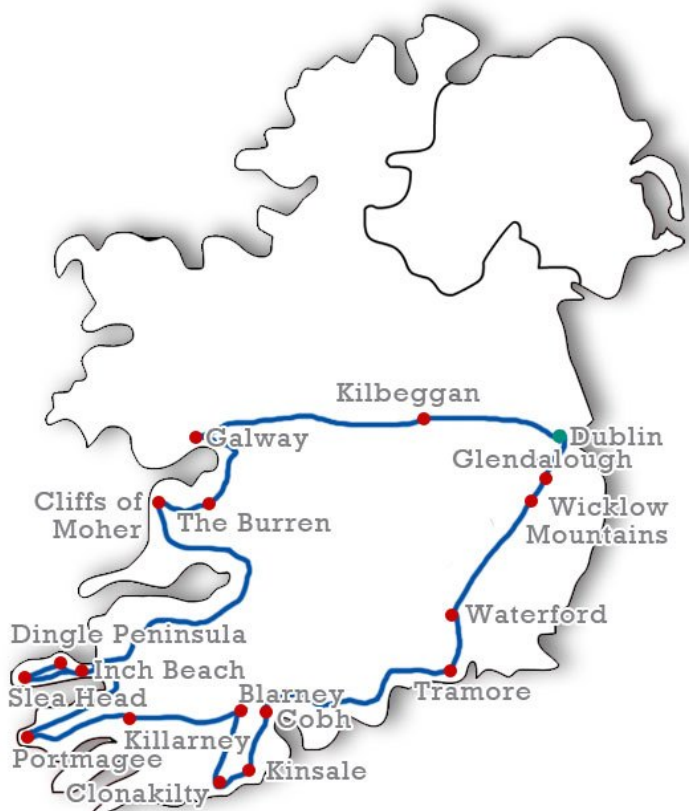 Kilbeggan
Galway
Dublin
Glendalough
Cliffs of
Moher
The Burren
Wicklow
Mountains
Waterford
Dingle Peninsula
Inch Beach
Slea Head
Blarney
Tramore
Cobh
Killarney
Portmagee
Kinsale
Clonakilty